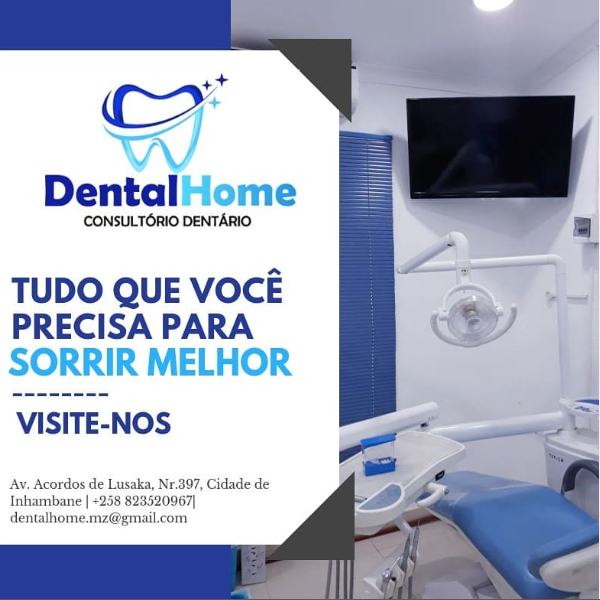 DentalHome
CONSULTÓRIO DENTÁRIO
TUDO QUE VOCÊ
PRECISA PARA
SORRIR MELHOR
--------
VISITE-NOS
Av. Acordos de Lusaka, Nr.397, Cidade de
Inhambane | +258 823520967|
dentalhome.mz@gmail.com